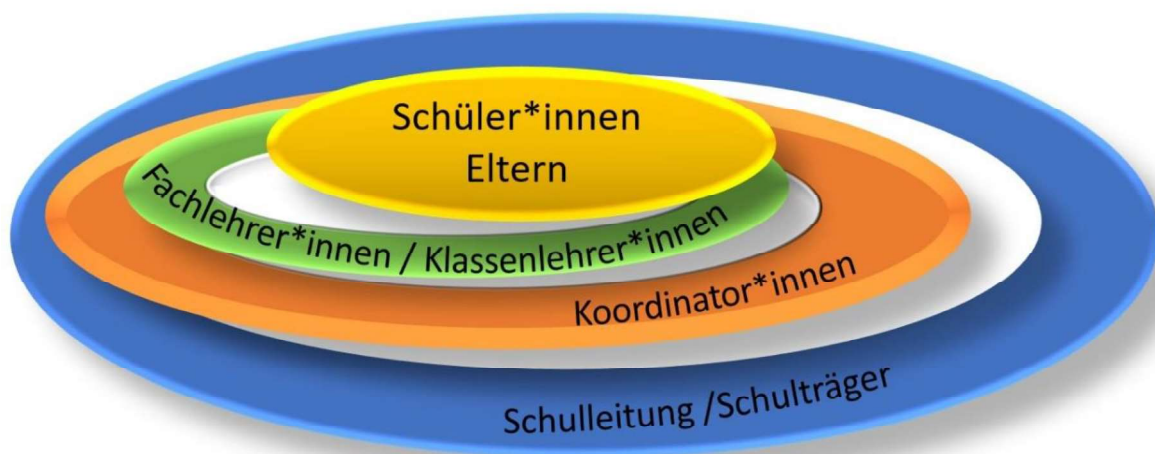 Schüler*innen
Eltern
Fachlehrer*innen / Klassenlehrer*innen
Koordinator*innen
Schulleitung /Schulträger